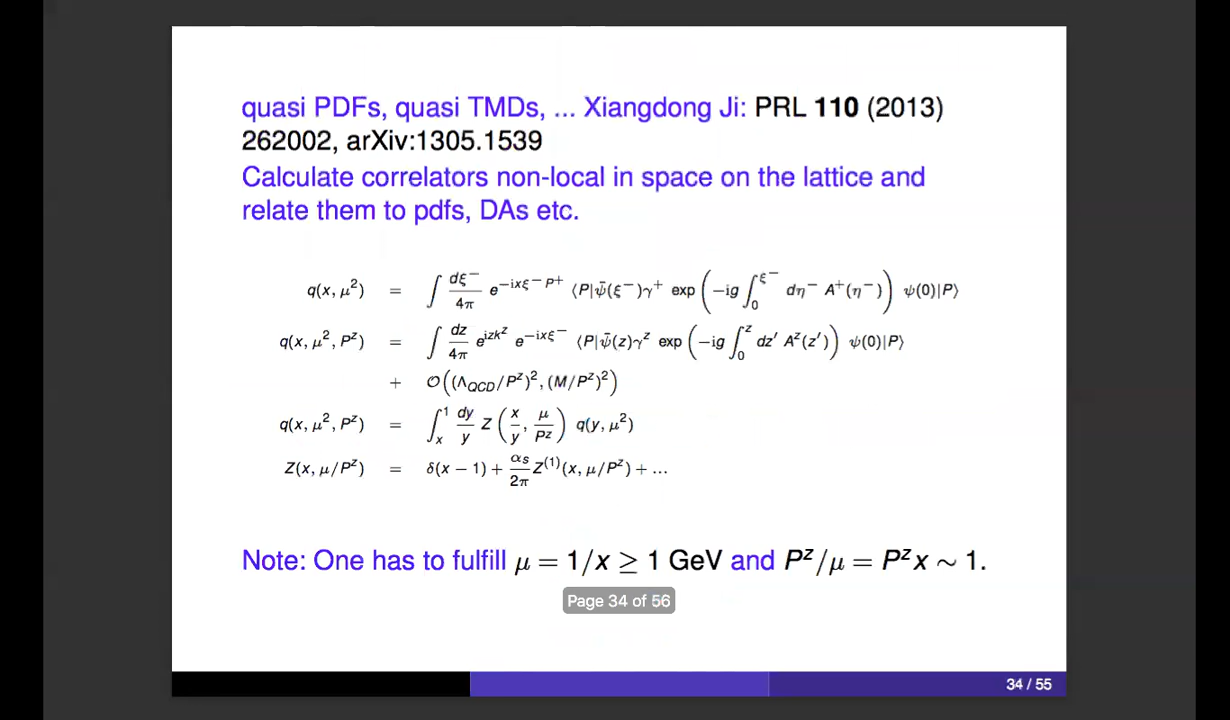 quasi PDFs, quasi TMDs, ... Xiangdong Ji: PRL 110 (2013)
262002, arXiv:1305.1539
Calculate correlators non-local in space on the lattice and
relate them to pdfs, DAs etc.
q(x, μ²) = ∫ dξ⁻/4π e^{−ixξ⁻P⁺} ⟨P|ψ̄(ξ⁻)γ⁺ exp(−ig ∫₀^{ξ⁻} dη⁻ A⁺(η⁻)) ψ(0)|P⟩
q(x, μ², P^z) = ∫ dz/4π e^{izk^z} e^{−ixξ⁻} ⟨P|ψ̄(z)γ^z exp(−ig ∫₀^z dz′ A^z(z′)) ψ(0)|P⟩
+ O((Λ_QCD/P^z)², (M/P^z)²)
q(x, μ², P^z) = ∫_x^1 dy/y Z(x/y, μ/P^z) q(y, μ²)
Z(x, μ/P^z) = δ(x − 1) + αs/2π Z^{(1)}(x, μ/P^z) + ...
Note: One has to fulfill μ = 1/x ≥ 1 GeV and P^z/μ = P^z x ∼ 1.
Page 34 of 56
34 / 55